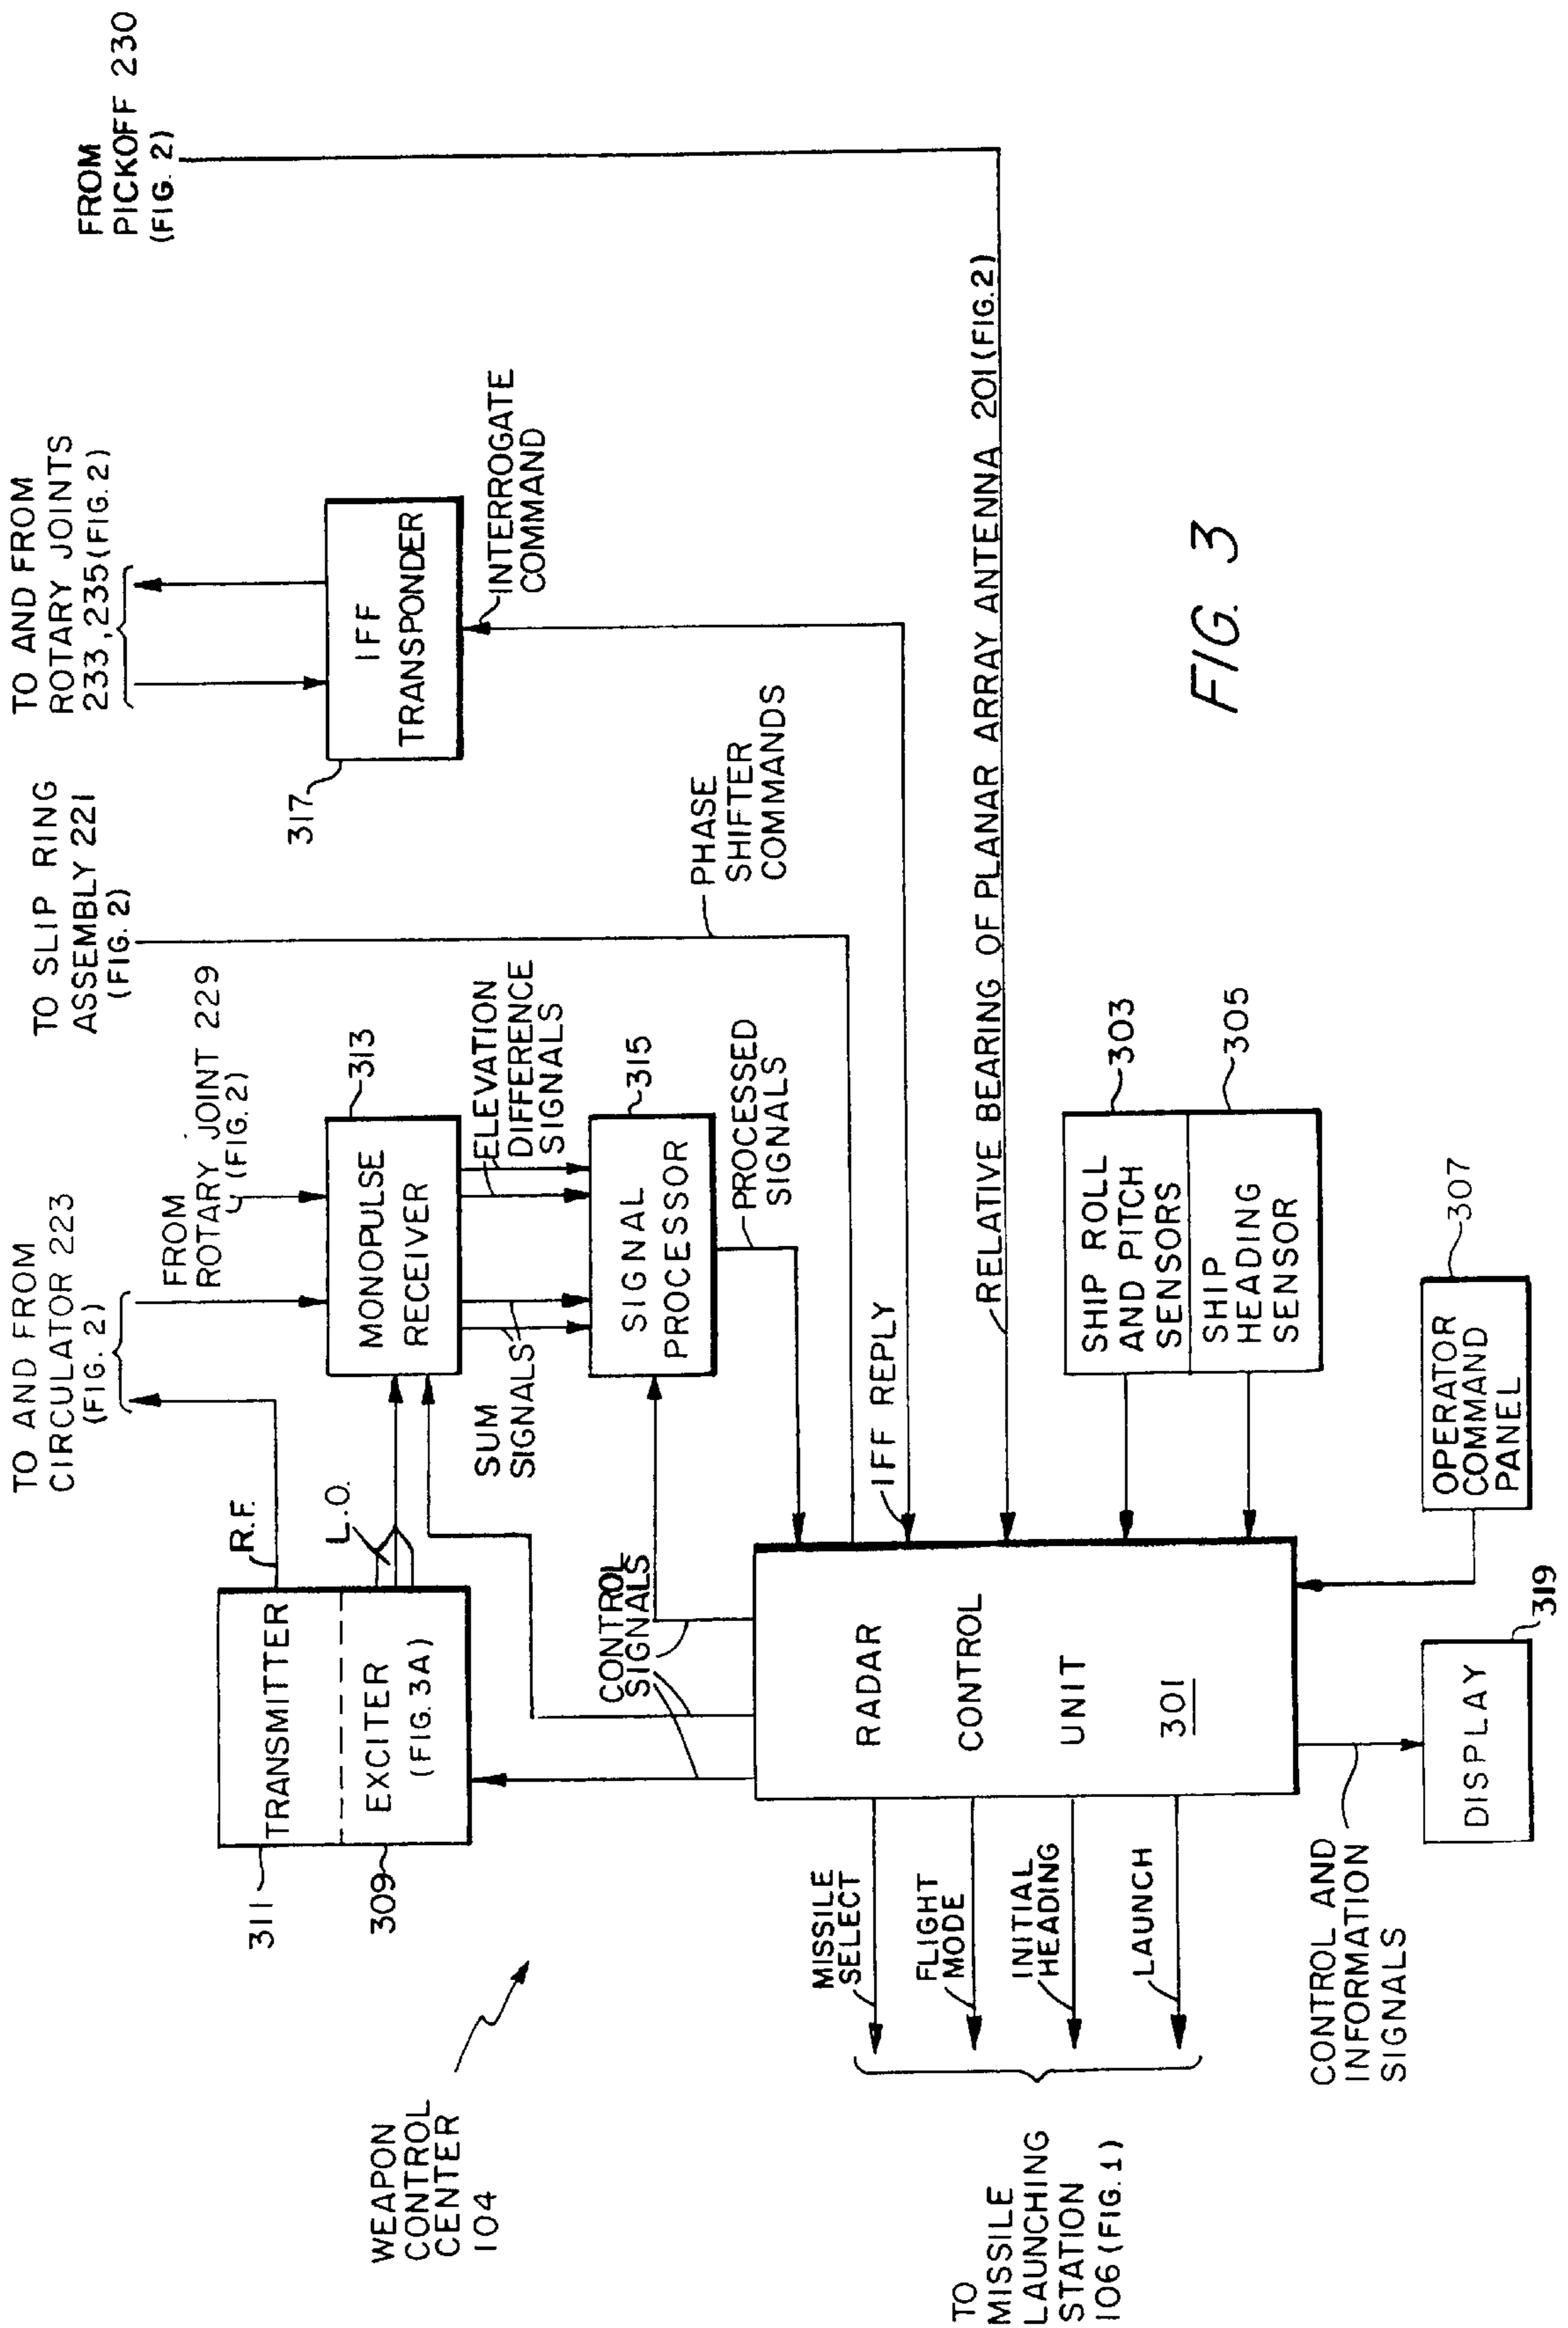 TO AND FROM
CIRCULATOR 223
(FIG. 2)
FROM
ROTARY JOINT 229
(FIG. 2)
TO SLIP RING
ASSEMBLY 221
(FIG. 2)
TO AND FROM
ROTARY JOINTS
233, 235 (FIG. 2)
FROM
PICKOFF 230
(FIG. 2)
R.F.
L.O.
311
TRANSMITTER
309
EXCITER
(FIG. 3A)
MONOPULSE
RECEIVER
313
317
IFF
TRANSPONDER
INTERROGATE
COMMAND
SUM
SIGNALS
ELEVATION
DIFFERENCE
SIGNALS
SIGNAL
PROCESSOR
315
PROCESSED
SIGNALS
PHASE
SHIFTER
COMMANDS
CONTROL
SIGNALS
WEAPON
CONTROL
CENTER
104
RADAR
CONTROL
UNIT
301
IFF REPLY
RELATIVE BEARING OF PLANAR ARRAY ANTENNA 201 (FIG. 2)
MISSILE
SELECT
FLIGHT
MODE
INITIAL
HEADING
LAUNCH
TO
MISSILE
LAUNCHING
STATION
106 (FIG. 1)
SHIP ROLL
AND PITCH
SENSORS
303
SHIP
HEADING
SENSOR
305
OPERATOR
COMMAND
PANEL
307
CONTROL AND
INFORMATION
SIGNALS
DISPLAY
319
FIG. 3